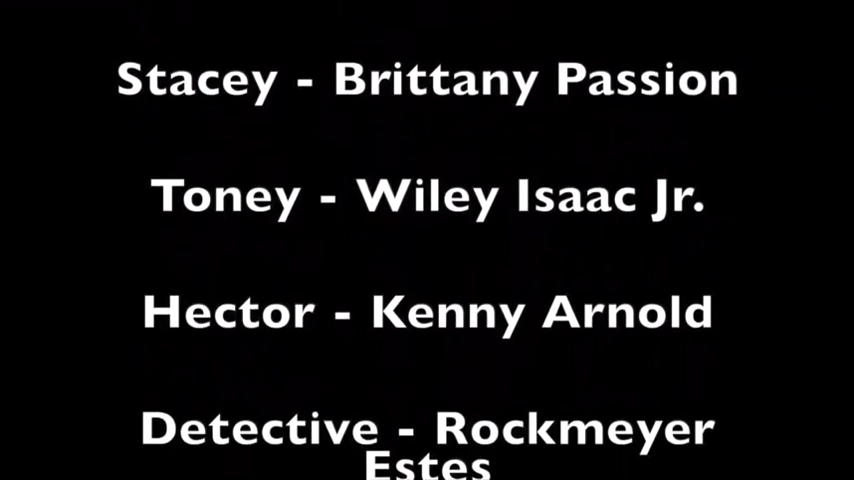 Stacey - Brittany Passion
Toney - Wiley Isaac Jr.
Hector - Kenny Arnold
Detective - Rockmeyer
Estes